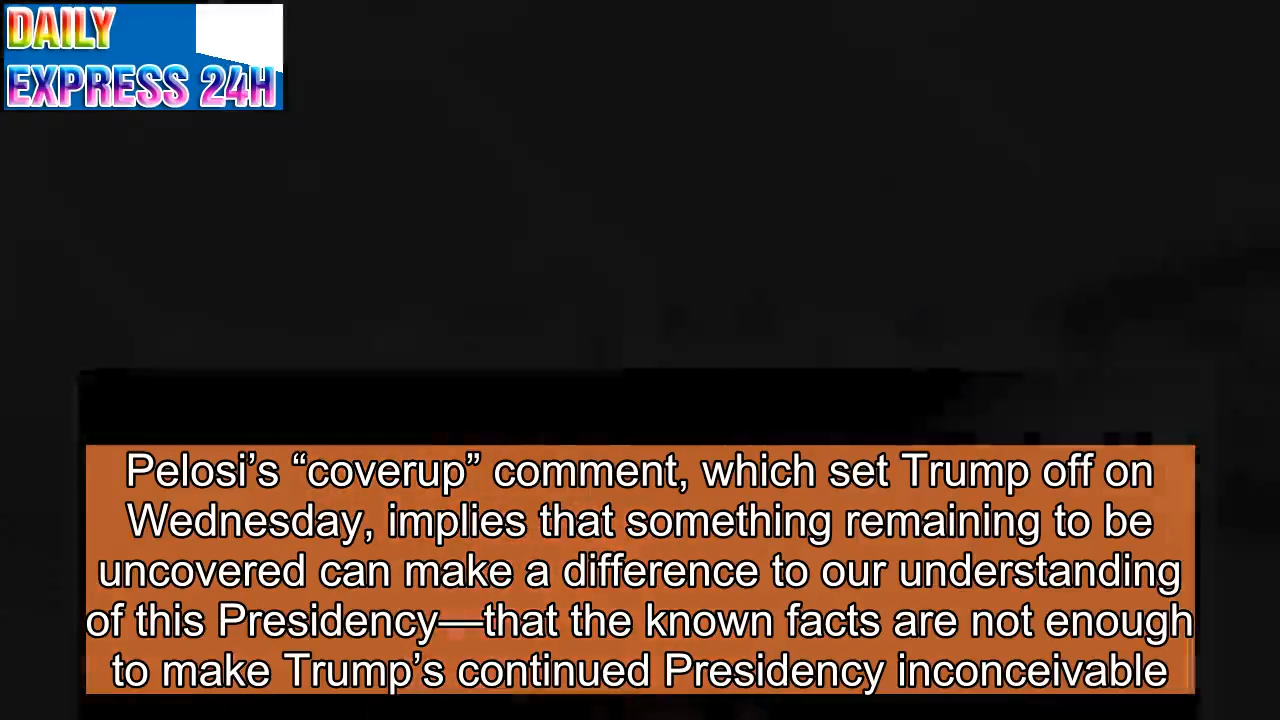 DAILY
EXPRESS 24H
Pelosi’s “coverup” comment, which set Trump off on
Wednesday, implies that something remaining to be
uncovered can make a difference to our understanding
of this Presidency—that the known facts are not enough
to make Trump’s continued Presidency inconceivable